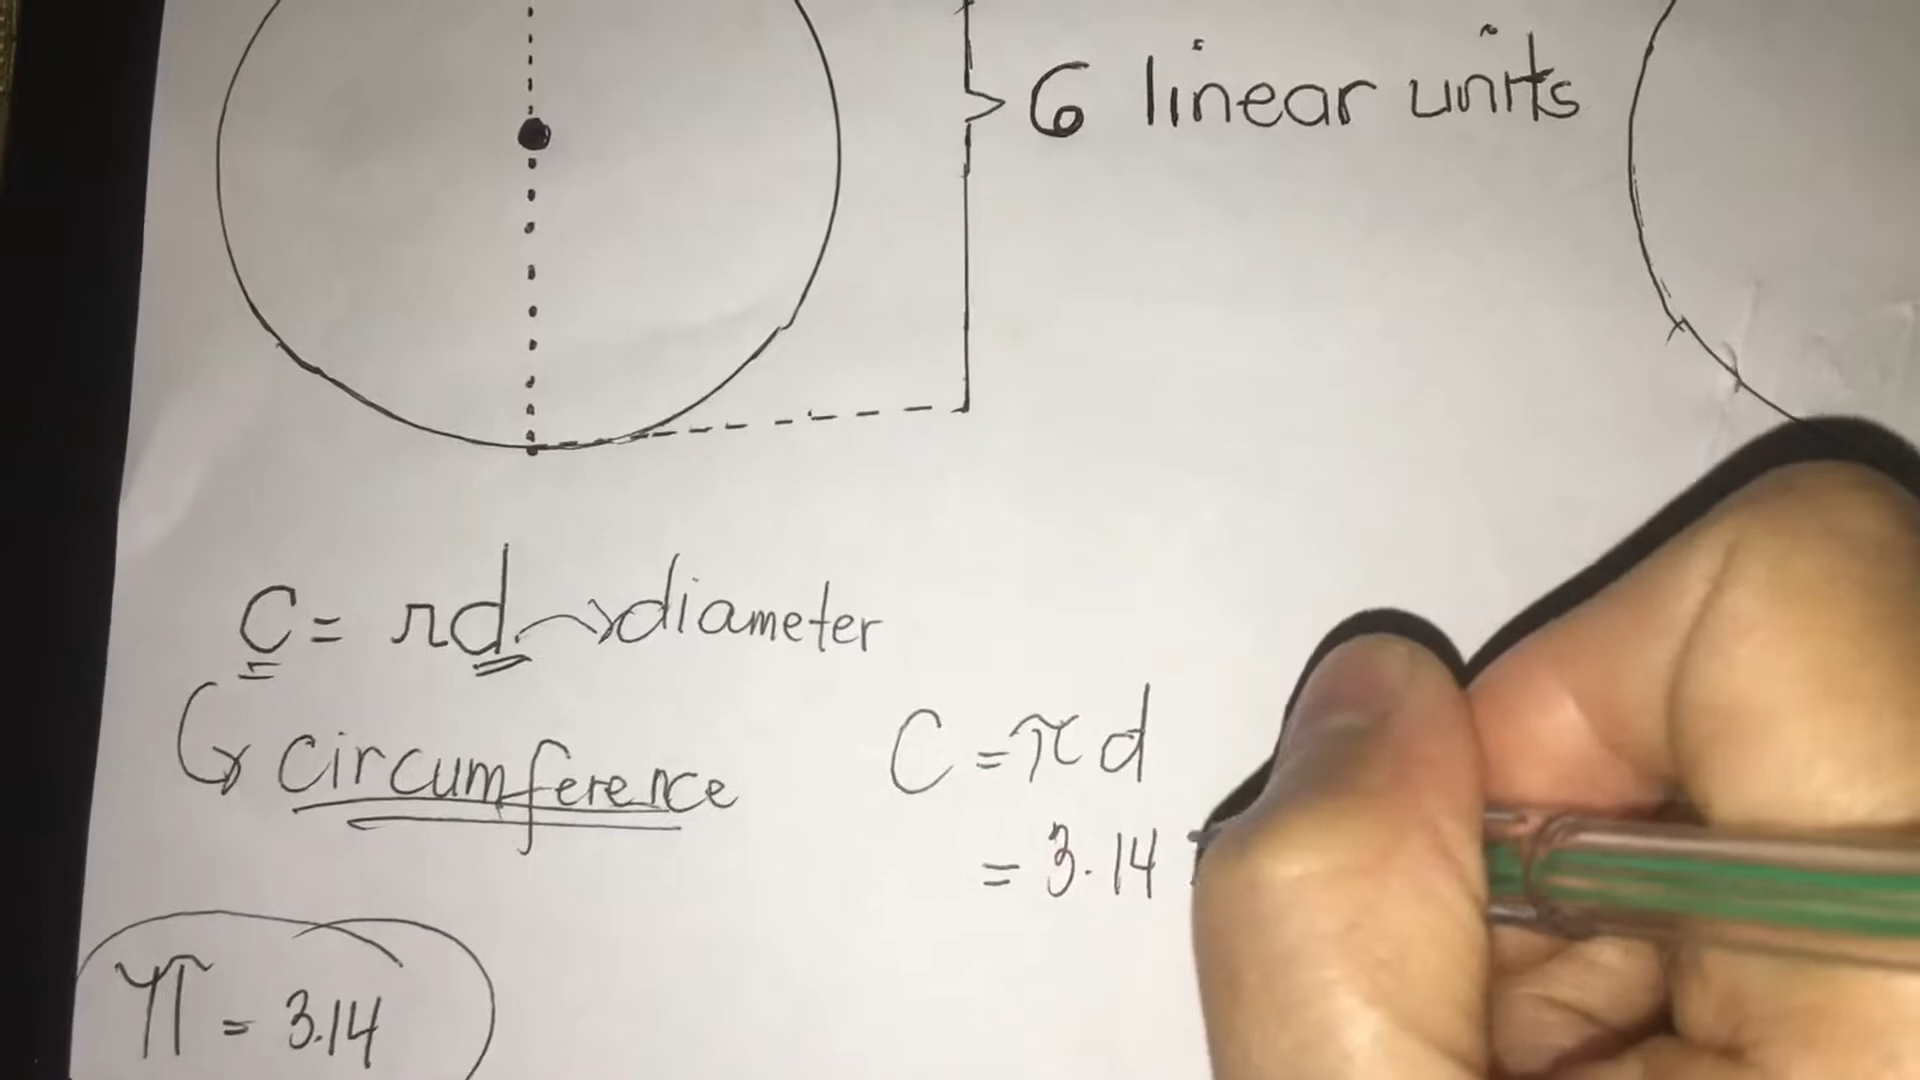 6 linear units
C = πd → diameter
circumference
C = πd
= 3.14
π = 3.14